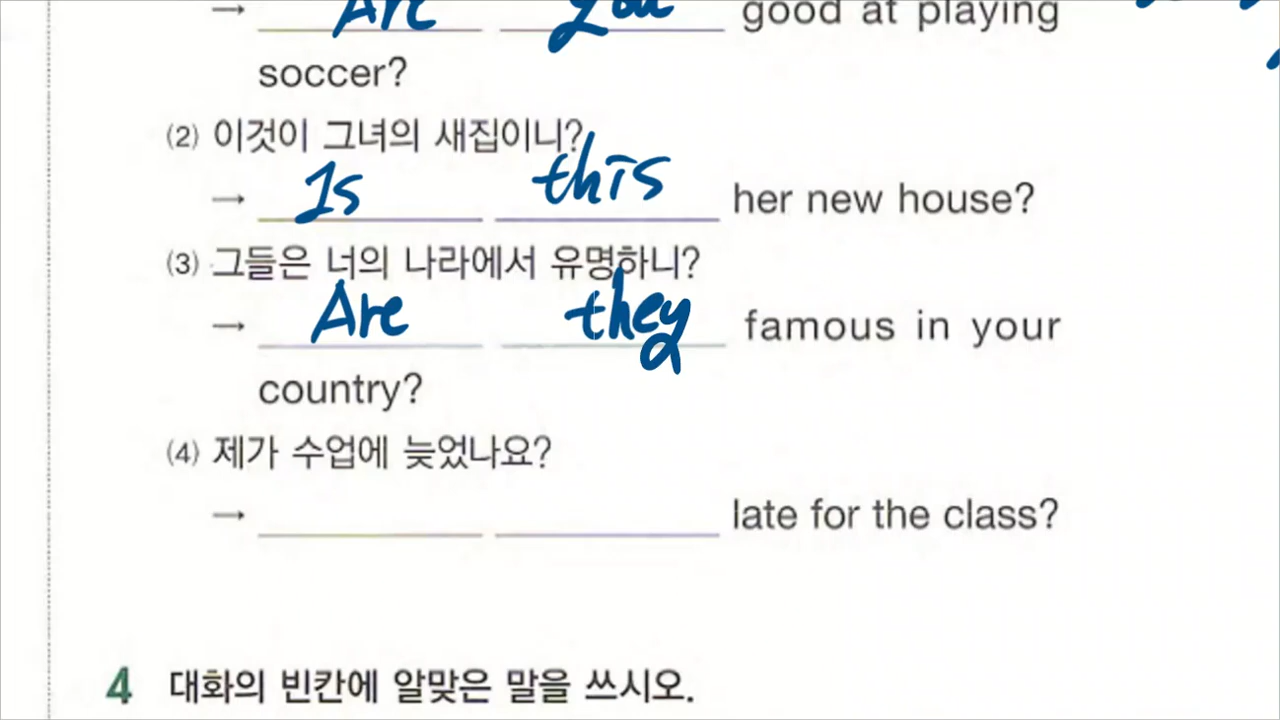 → Are you good at playing
soccer?
(2) 이것이 그녀의 새집이니?
→ Is this her new house?
(3) 그들은 너의 나라에서 유명하니?
→ Are they famous in your
country?
(4) 제가 수업에 늦었나요?
→ late for the class?
4 대화의 빈칸에 알맞은 말을 쓰시오.